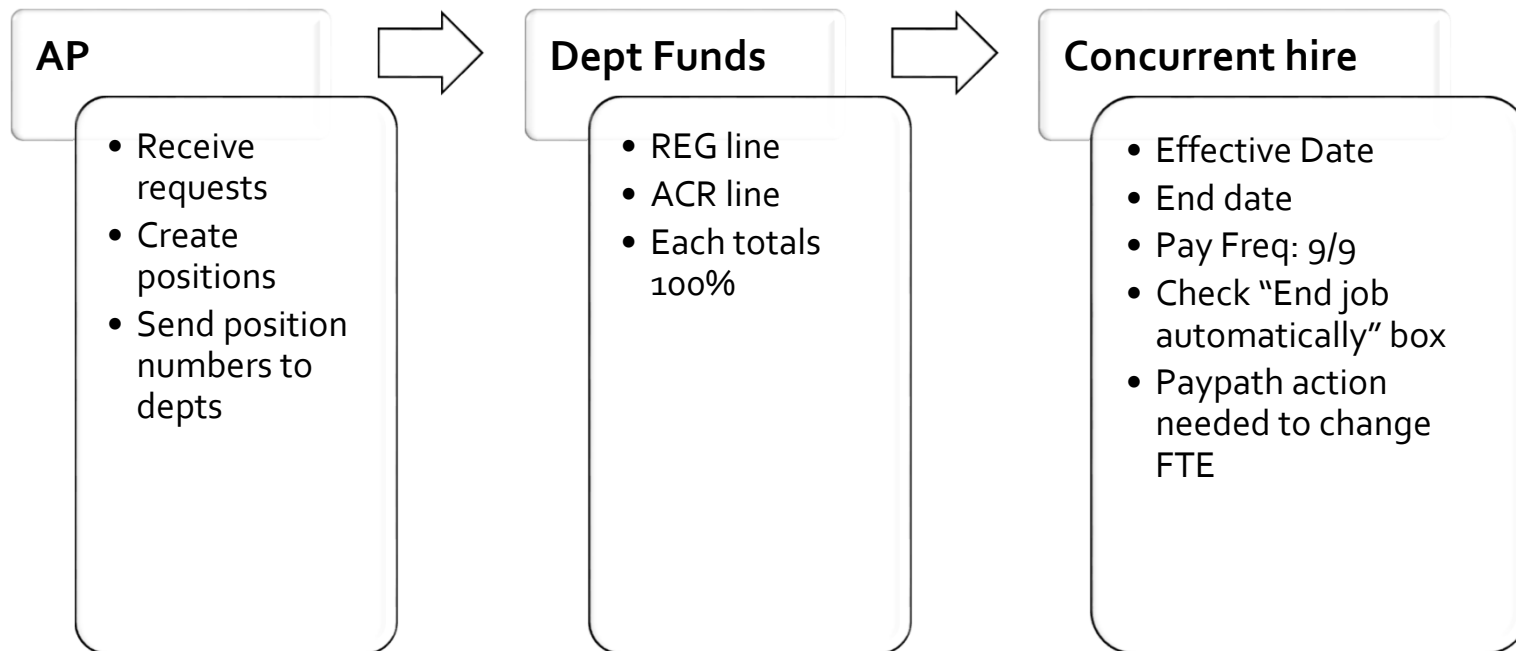 AP
• Receive
requests
• Create
positions
• Send position
numbers to
depts
Dept Funds
• REG line
• ACR line
• Each totals
100%
Concurrent hire
• Effective Date
• End date
• Pay Freq: 9/9
• Check “End job
automatically” box
• Paypath action
needed to change
FTE